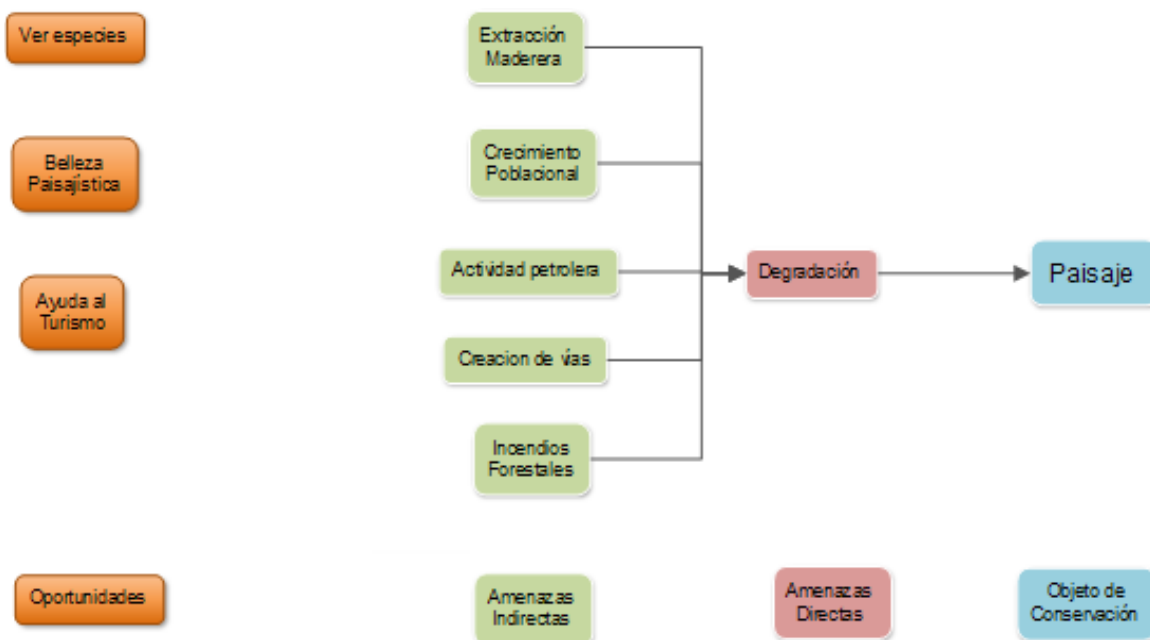 Ver especies
Extracción
Maderera
Belleza
Paisajística
Crecimiento
Poblacional
Ayuda al
Turismo
Actividad petrolera
Degradación
Paisaje
Creacion de vías
Incendios
Forestales
Oportunidades
Amenazas
Indirectas
Amenazas
Directas
Objeto de
Conservación